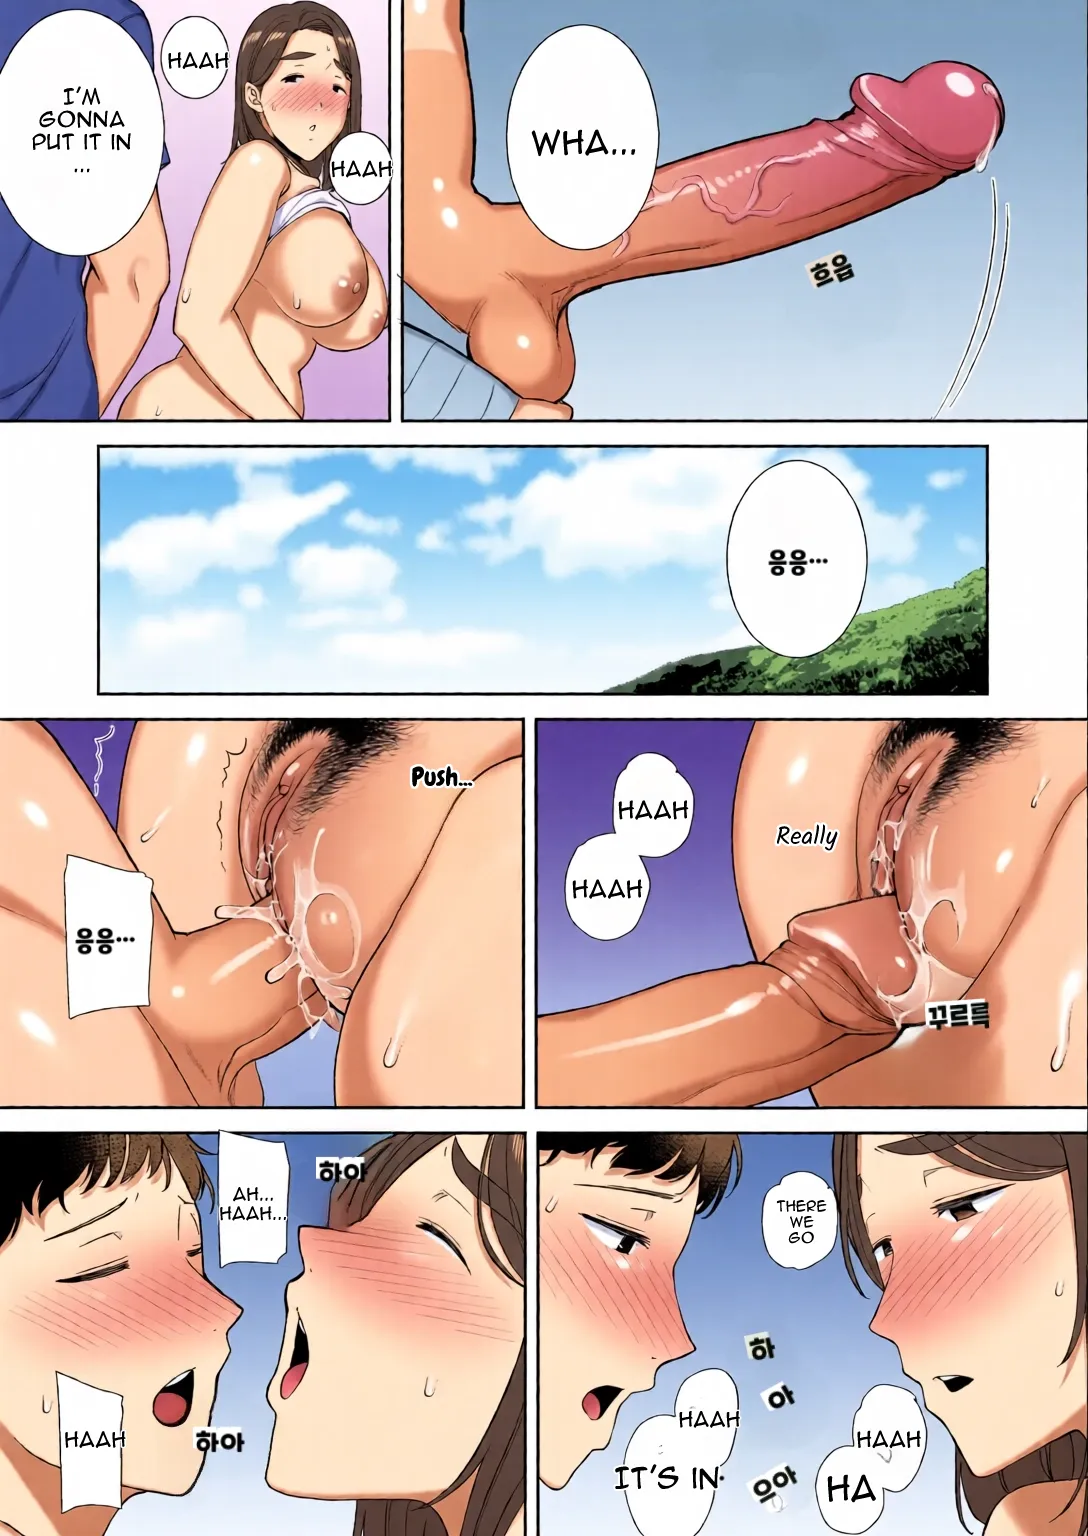 I'M
GONNA
PUT IT IN
...
HAAH
HAAH
WHA...
흐읍
응응...
Push...
응응...
HAAH
HAAH
Really
꾸르륵
AH...
HAAH...
하아
HAAH
하아
THERE
WE
GO
하
아
HAAH
IT'S IN
으아
HAAH
HA